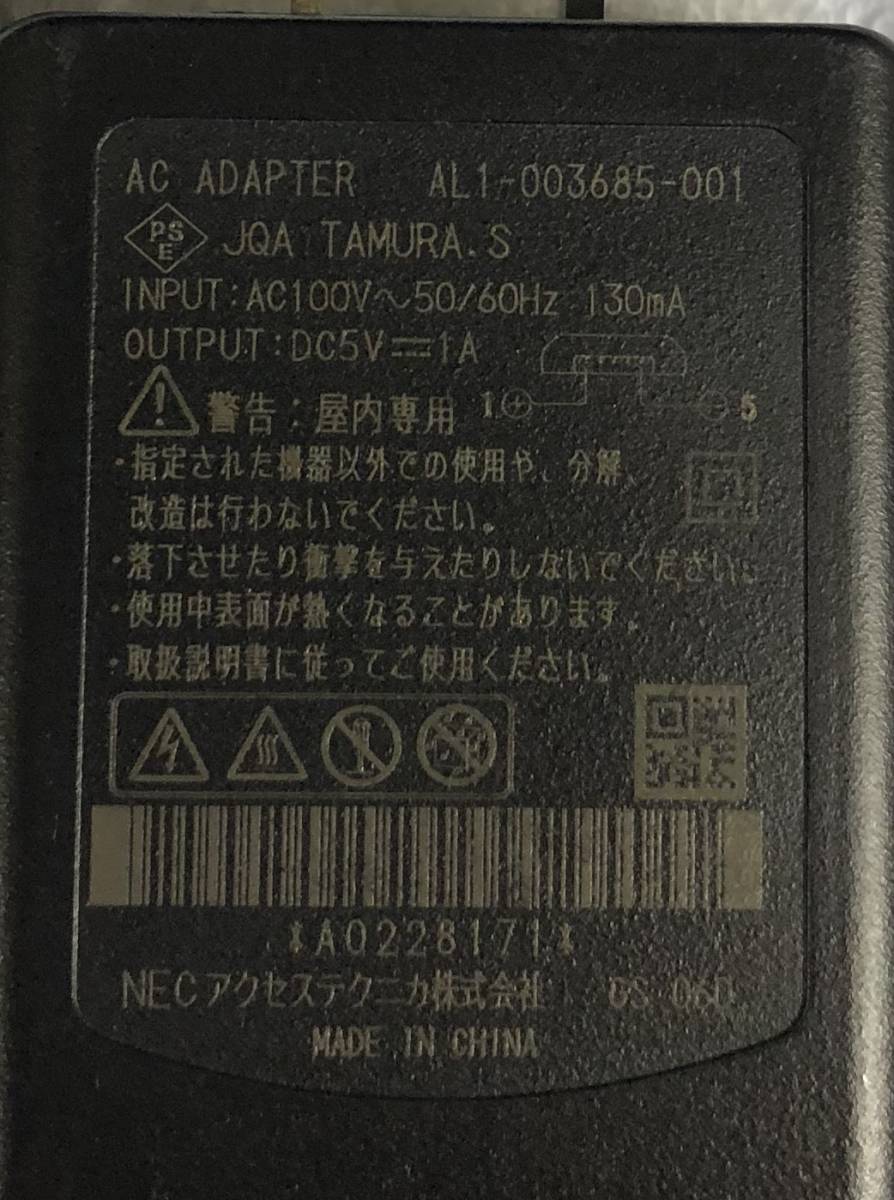 AC ADAPTER AL1-003685-001
PSE JQA TAMURA.S
INPUT:AC100V～50/60Hz 130mA
OUTPUT:DC5V⎓1A
警告:屋内専用 1 5
・指定された機器以外での使用や、分解、
改造は行わないでください。
・落下させたり衝撃を与えたりしないでください。
・使用中表面が熱くなることがあります。
・取扱説明書に従ってご使用ください。
*A0228171*
NECアクセステクニカ株式会社
MADE IN CHINA